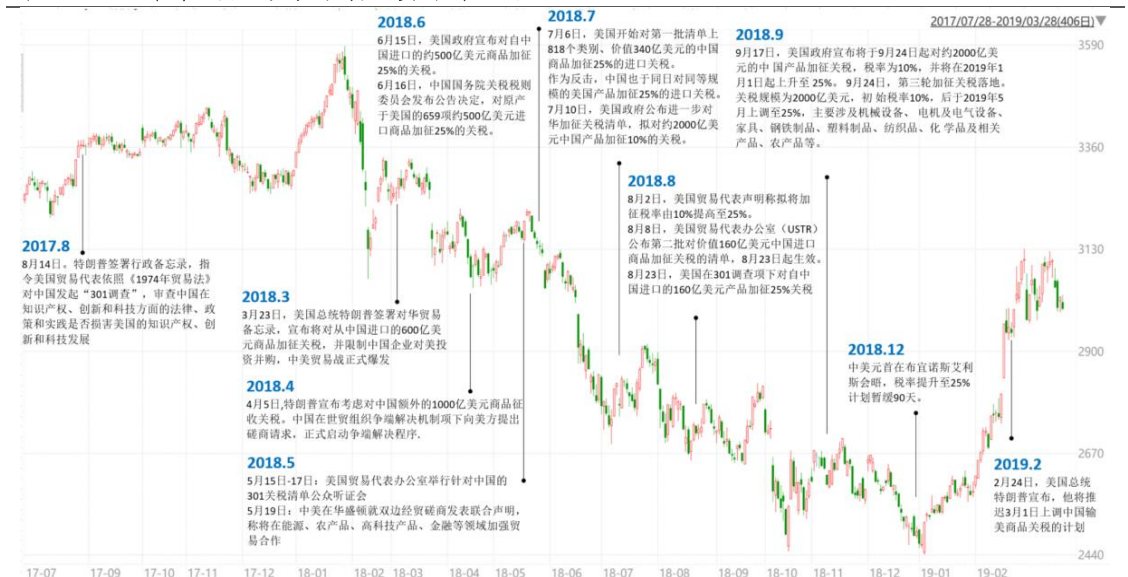 2018.6
6月15日，美国政府宣布对自中
国进口的约500亿美元商品加征
25%的关税。
6月16日，中国国务院关税税则
委员会发布公告决定，对原产
于美国的659项约500亿美元进
口商品加征25%的关税。
2018.7
7月6日，美国开始对第一批清单上
818个类别、价值340亿美元的中国
商品加征25%的进口关税。
作为反击，中国也于同日对同等规
模的美国产品加征25%的进口关税。
7月10日，美国政府公布进一步对
华加征关税清单，拟对约2000亿美
元中国产品加征10%的关税。
2018.9
9月17日，美国政府宣布将于9月24日起对约2000亿美
元的中 国产品加征关税，税率为10%，并将在2019年1
月1日起上升至 25%。 9月24日，第三轮加征关税落地。
关税规模为2000亿美元，初 始税率10%，后于2019年5
月上调至25%，主要涉及机械设备、 电机及电气设备、
家具、钢铁制品、塑料制品、纺织品、化 学品及相关
产品、农产品等。
2017/07/28-2019/03/28(406日)▼
3590
3360
3130
2900
2670
2440
2018.8
8月2日，美国贸易代表声明称拟将加
征税率由10%提高至25%。
8月8日，美国贸易代表办公室（USTR）
公布第二批对价值160亿美元中国进口
商品加征关税的清单，8月23日起生效。
8月23日，美国在301调查项下对自中
国进口的160亿美元产品加征25%关税
2017.8
8月14日。特朗普签署行政备忘录，指
令美国贸易代表依照《1974年贸易法》
对中国发起“301调查”，审查中国在
知识产权、创新和科技方面的法律、政
策和实践是否损害美国的知识产权、创
新和科技发展
2018.3
3月23日，美国总统特朗普签署对华贸易
备忘录，宣布将对从中国进口的600亿美
元商品加征关税，并限制中国企业对美投
资并购，中美贸易战正式爆发
2018.4
4月5日,特朗普宣布考虑对中国额外的1000亿美元商品征
收关税。中国在世贸组织争端解决机制项下向美方提出
磋商请求，正式启动争端解决程序.
2018.5
5月15日-17日：美国贸易代表办公室举行针对中国的
301关税清单公众听证会
5月19日：中美在华盛顿就双边经贸磋商发表联合声明，
称将在能源、农产品、高科技产品、金融等领域加强贸
易合作
2018.12
中美元首在布宜诺斯艾利
斯会晤，税率提升至25%
计划暂缓90天。
2019.2
2月24日，美国总统
特朗普宣布，他将推
迟3月1日上调中国输
美商品关税的计划
17-07 17-09 17-10 17-11 17-12 18-01 18-02 18-03 18-04 18-05 18-06 18-07 18-08 18-09 18-10 18-11 18-12 19-01 19-02